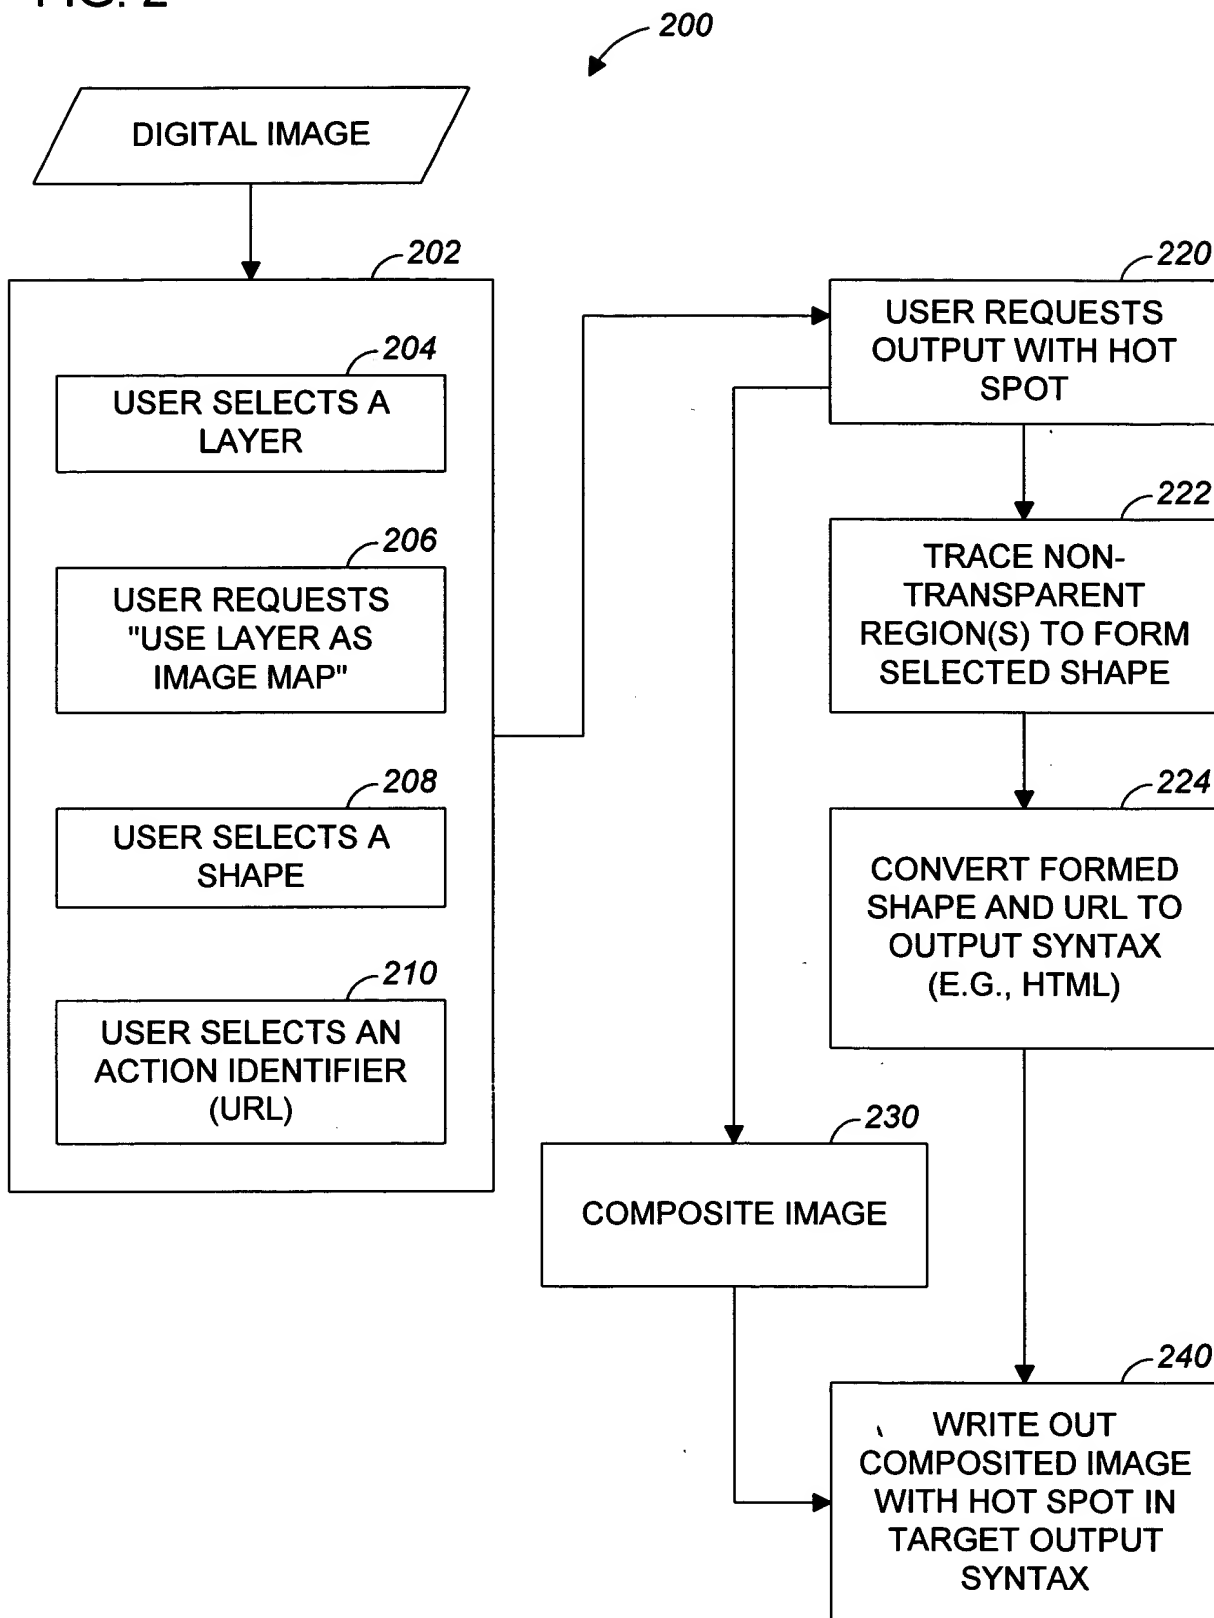 FIG. 2
200
DIGITAL IMAGE
202
204
USER SELECTS A
LAYER
206
USER REQUESTS
"USE LAYER AS
IMAGE MAP"
208
USER SELECTS A
SHAPE
210
USER SELECTS AN
ACTION IDENTIFIER
(URL)
220
USER REQUESTS
OUTPUT WITH HOT
SPOT
222
TRACE NON-
TRANSPARENT
REGION(S) TO FORM
SELECTED SHAPE
224
CONVERT FORMED
SHAPE AND URL TO
OUTPUT SYNTAX
(E.G., HTML)
230
COMPOSITE IMAGE
240
WRITE OUT
COMPOSITED IMAGE
WITH HOT SPOT IN
TARGET OUTPUT
SYNTAX